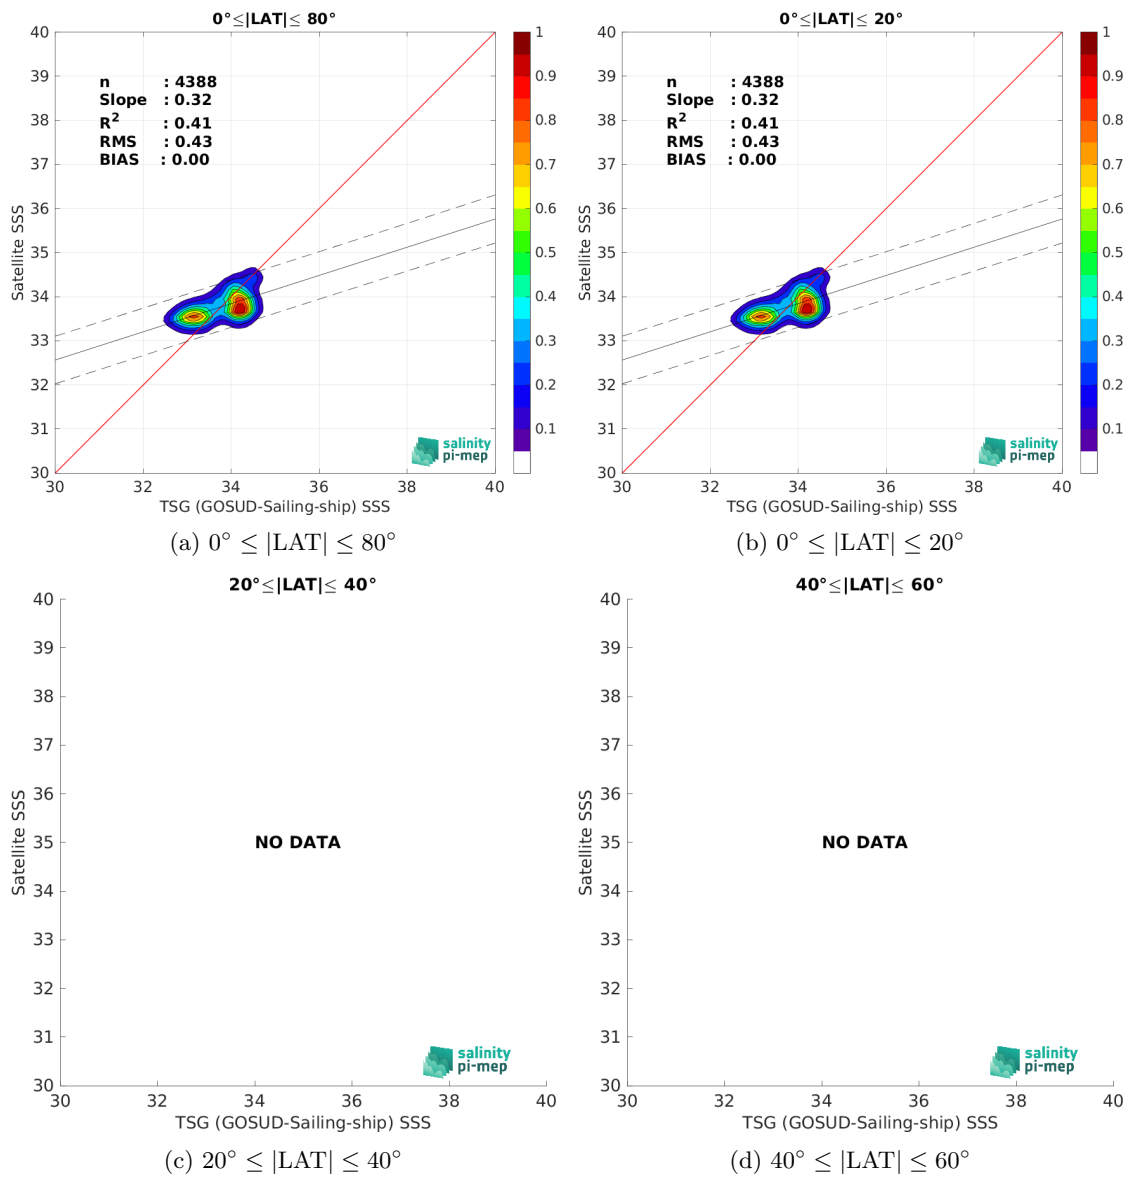 0°≤|LAT|≤ 80°
40
39
38
37
36
35
34
33
32
31
30
30
32
34
36
38
40
Satellite SSS
TSG (GOSUD-Sailing-ship) SSS
n : 4388
Slope : 0.32
R² : 0.41
RMS : 0.43
BIAS : 0.00
1
0.9
0.8
0.7
0.6
0.5
0.4
0.3
0.2
0.1
salinity
pi-mep
(a) 0° ≤ |LAT| ≤ 80°
0°≤|LAT|≤ 20°
40
39
38
37
36
35
34
33
32
31
30
30
32
34
36
38
40
Satellite SSS
TSG (GOSUD-Sailing-ship) SSS
n : 4388
Slope : 0.32
R² : 0.41
RMS : 0.43
BIAS : 0.00
1
0.9
0.8
0.7
0.6
0.5
0.4
0.3
0.2
0.1
salinity
pi-mep
(b) 0° ≤ |LAT| ≤ 20°
20°≤|LAT|≤ 40°
40
39
38
37
36
35
34
33
32
31
30
30
32
34
36
38
40
Satellite SSS
TSG (GOSUD-Sailing-ship) SSS
NO DATA
salinity
pi-mep
(c) 20° ≤ |LAT| ≤ 40°
40°≤|LAT|≤ 60°
40
39
38
37
36
35
34
33
32
31
30
30
32
34
36
38
40
Satellite SSS
TSG (GOSUD-Sailing-ship) SSS
NO DATA
salinity
pi-mep
(d) 40° ≤ |LAT| ≤ 60°